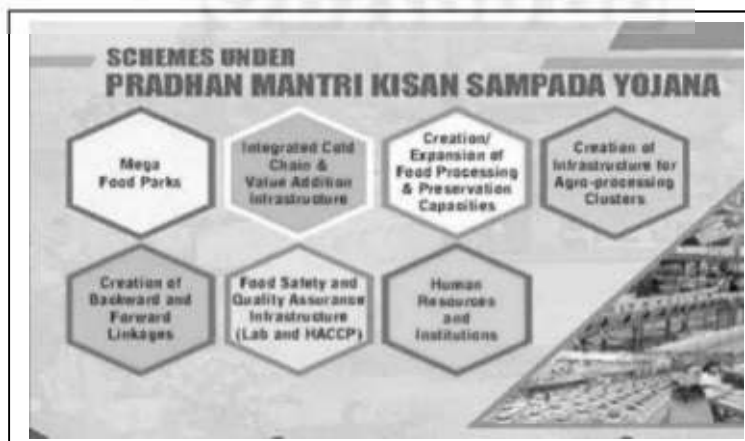 SCHEMES UNDER
PRADHAN MANTRI KISAN SAMPADA YOJANA
Mega
Food Parks
Integrated Cold
Chain &
Value Addition
Infrastructure
Creation/
Expansion of
Food Processing
& Preservation
Capacities
Creation of
Infrastructure for
Agro-processing
Clusters
Creation of
Backward and
Forward
Linkages
Food Safety and
Quality Assurance
Infrastructure
(Lab and HACCP)
Human
Resources
and
Institutions